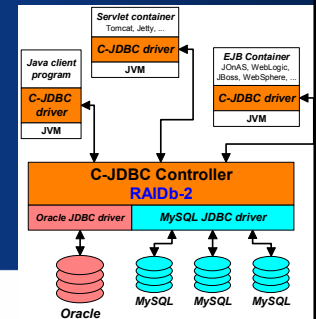 Servlet container
Tomcat, Jetty, ...
C-JDBC driver
JVM
Java client
program
C-JDBC
driver
JVM
EJB Container
JOnAS, WebLogic,
JBoss, WebSphere, ...
C-JDBC driver
JVM
C-JDBC Controller
RAIDb-2
Oracle JDBC driver
MySQL JDBC driver
Oracle
MySQL
MySQL
MySQL